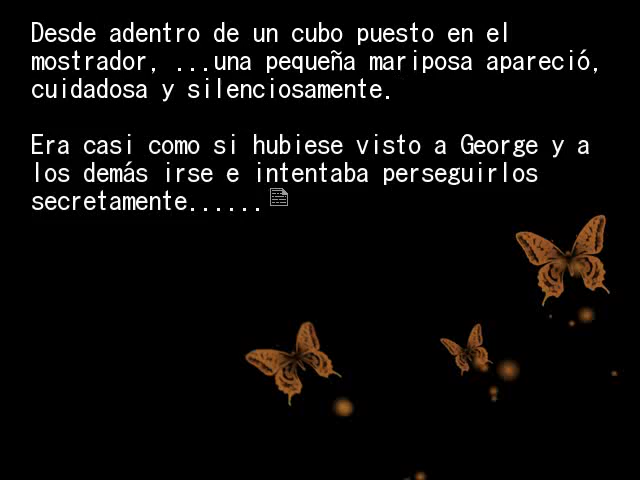 Desde adentro de un cubo puesto en el
mostrador, ...una pequeña mariposa apareció,
cuidadosa y silenciosamente.
Era casi como si hubiese visto a George y a
los demás irse e intentaba perseguirlos
secretamente......